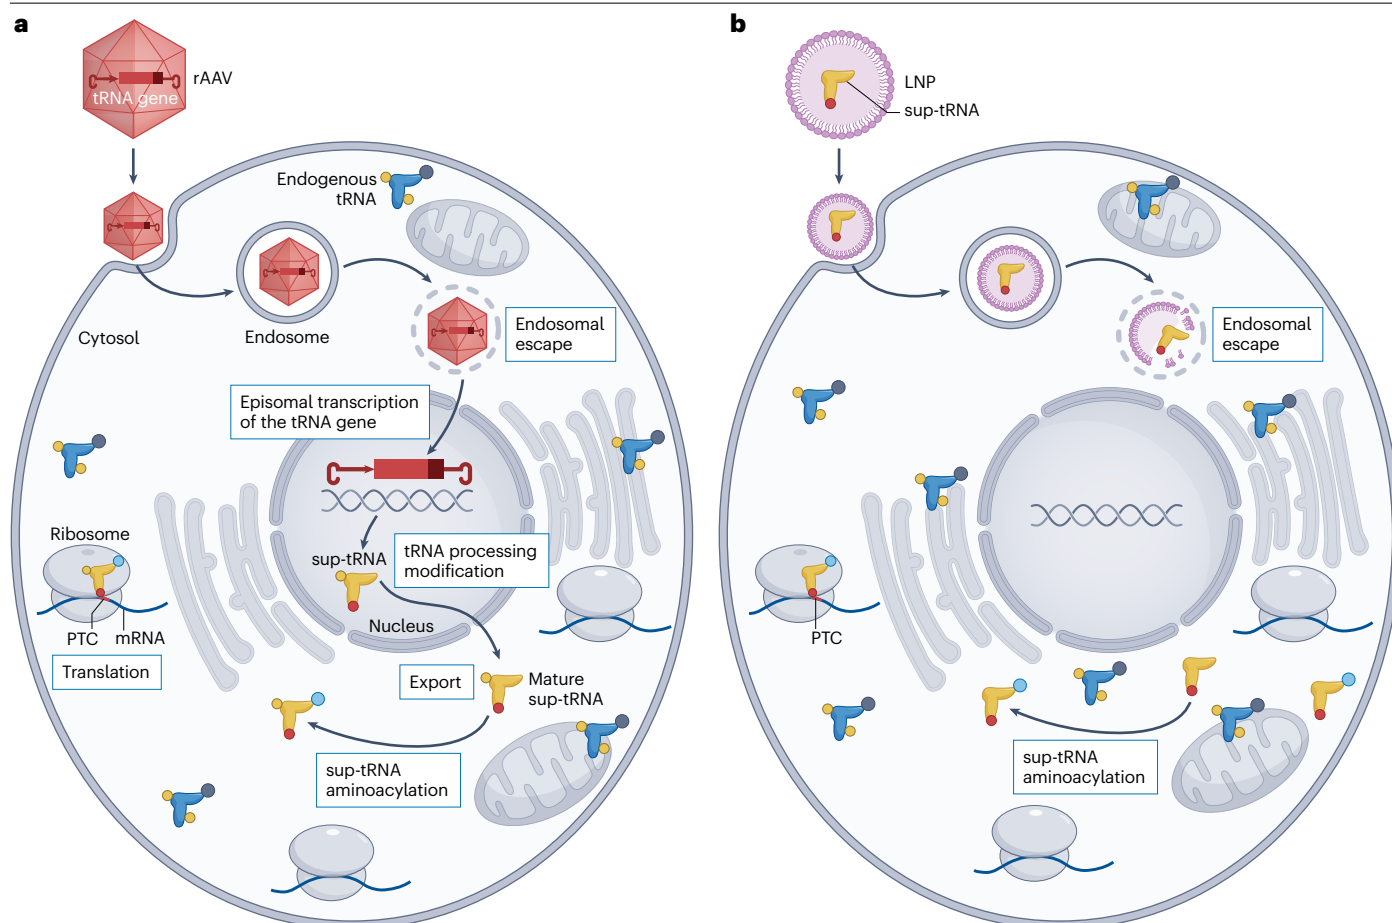 a
rAAV
tRNA gene
Endogenous
tRNA
Cytosol
Endosome
Endosomal
escape
Episomal transcription
of the tRNA gene
Ribosome
sup-tRNA
tRNA processing
modification
PTC
mRNA
Nucleus
Translation
Export
Mature
sup-tRNA
sup-tRNA
aminoacylation
b
LNP
sup-tRNA
Endosomal
escape
PTC
sup-tRNA
aminoacylation